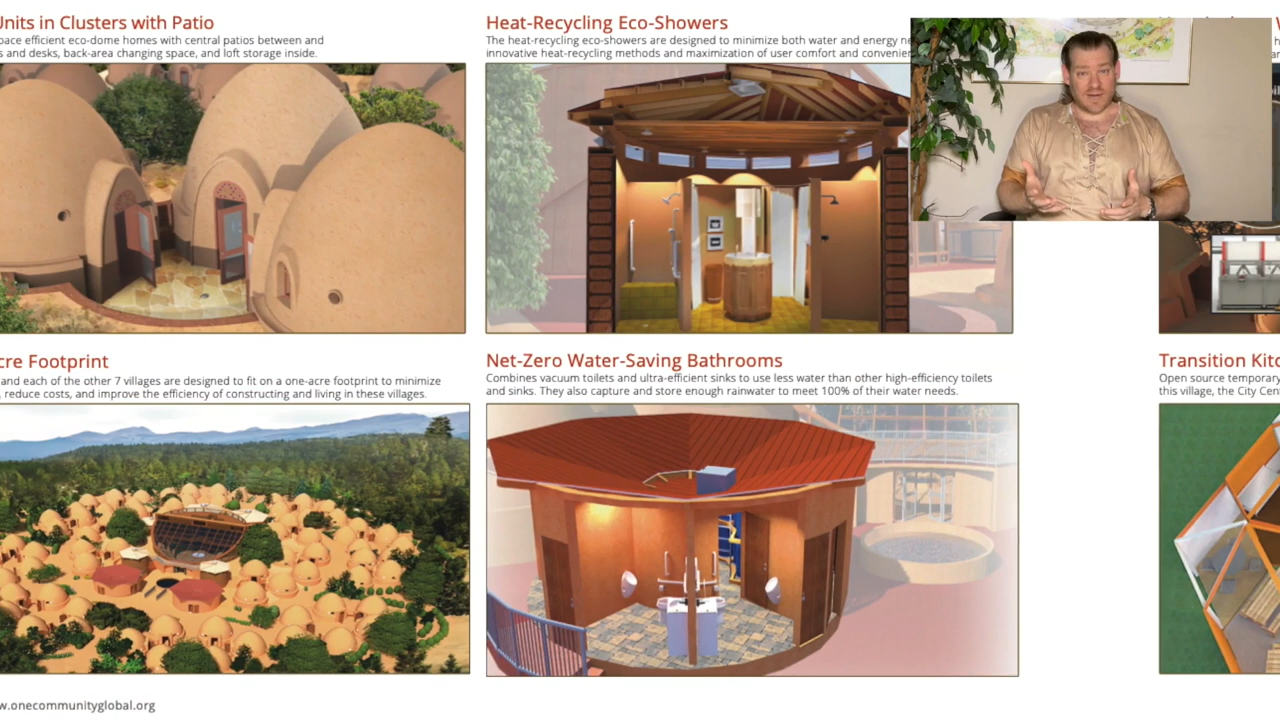 Units in Clusters with Patio
space efficient eco-dome homes with central patios between and
s and desks, back-area changing space, and loft storage inside.
Heat-Recycling Eco-Showers
The heat-recycling eco-showers are designed to minimize both water and energy ne
innovative heat-recycling methods and maximization of user comfort and convenien
cre Footprint
and each of the other 7 villages are designed to fit on a one-acre footprint to minimize
, reduce costs, and improve the efficiency of constructing and living in these villages.
Net-Zero Water-Saving Bathrooms
Combines vacuum toilets and ultra-efficient sinks to use less water than other high-efficiency toilets
and sinks. They also capture and store enough rainwater to meet 100% of their water needs.
Transition Kitc
Open source temporary
this village, the City Cen
w.onecommunityglobal.org